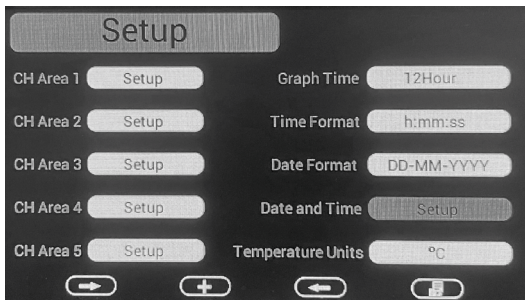 Setup
CH Area 1 Setup Graph Time 12Hour
CH Area 2 Setup Time Format h:mm:ss
CH Area 3 Setup Date Format DD-MM-YYYY
CH Area 4 Setup Date and Time Setup
CH Area 5 Setup Temperature Units °C